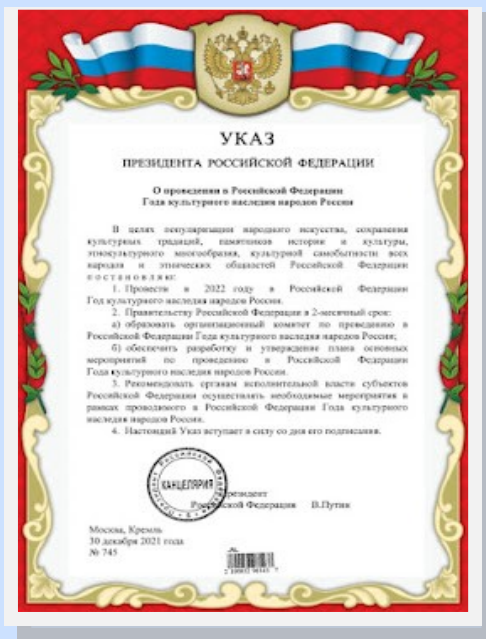 УКАЗ
ПРЕЗИДЕНТА РОССИЙСКОЙ ФЕДЕРАЦИИ
О проведении в Российской Федерации
Года культурного наследия народов России
В целях популяризации народного искусства, сохранения
культурных традиций, памятников истории и культуры,
этнокультурного многообразия, культурной самобытности всех
народов и этнических общностей Российской Федерации
постановляю:
1. Провести в 2022 году в Российской Федерации
Год культурного наследия народов России.
2. Правительству Российской Федерации в 2-месячный срок:
а) образовать организационный комитет по проведению в
Российской Федерации Года культурного наследия народов России;
б) обеспечить разработку и утверждение плана основных
мероприятий по проведению в Российской Федерации
Года культурного наследия народов России.
3. Рекомендовать органам исполнительной власти субъектов
Российской Федерации осуществлять необходимые мероприятия в
рамках проводимого в Российской Федерации Года культурного
наследия народов России.
4. Настоящий Указ вступает в силу со дня его подписания.
КАНЦЕЛЯРИЯ
Президент
Российской Федерации В.Путин
Москва, Кремль
30 декабря 2021 года
№ 745